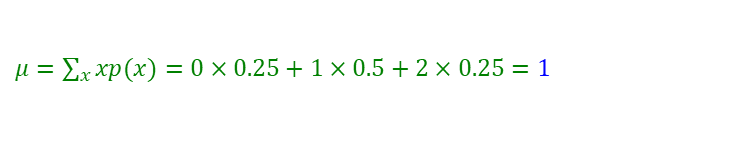 μ = ∑ₓ xp(x) = 0 × 0.25 + 1 × 0.5 + 2 × 0.25 = 1